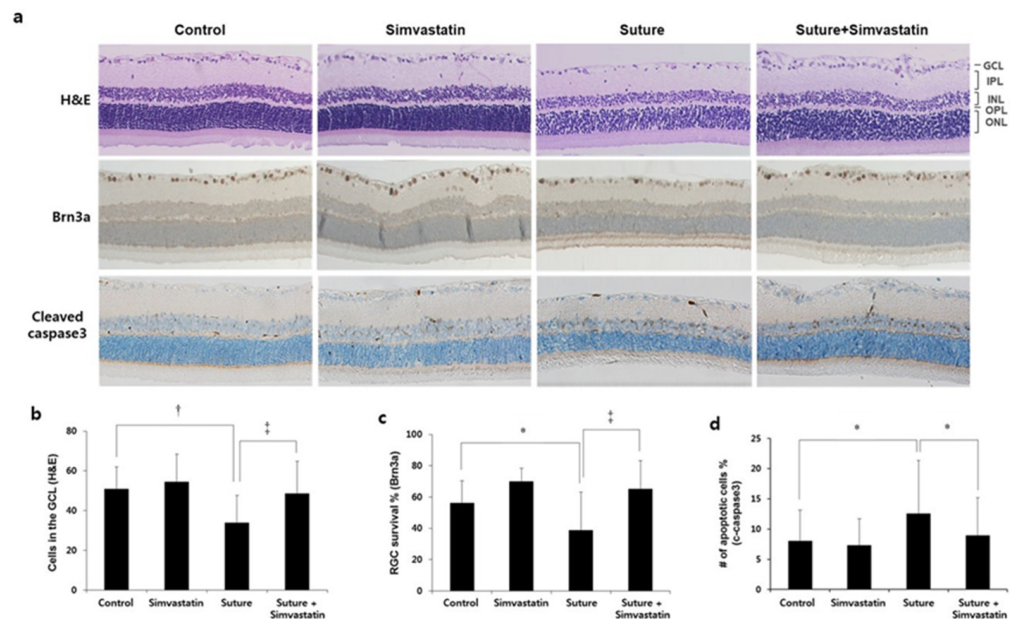 a
Control Simvastatin Suture Suture+Simvastatin
H&E
GCL
IPL
INL
OPL
ONL
Brn3a
Cleaved
caspase3
b
†
‡
80
60
40
20
0
Cells in the GCL (H&E)
Control Simvastatin Suture Suture +
Simvastatin
c
*
‡
100
80
60
40
20
0
RGC survival % (Brn3a)
Control Simvastatin Suture Suture +
Simvastatin
d
*
*
25
20
15
10
5
0
# of apoptotic cells %
(c-caspase3)
Control Simvastatin Suture Suture +
Simvastatin